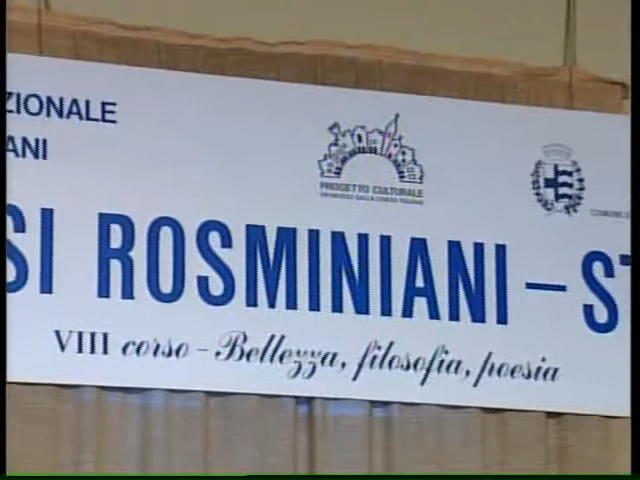 ZIONALE
ANI
PROGETTO CULTURALE
SI ROSMINIANI – ST
VIII corso – Bellezza, filosofia, poesia